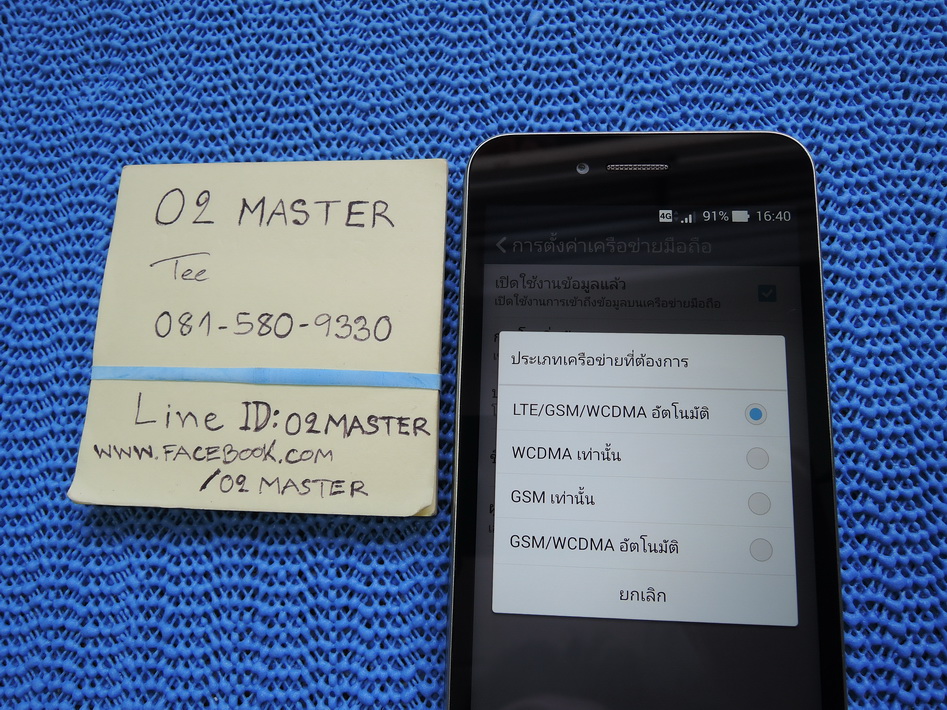 02 MASTER
Tee
081-580-9330
Line ID: 02MASTER
WWW.FACEBOOK.COM
/02 MASTER
4G 91% 16:40
การตั้งค่าเครือข่ายมือถือ
เปิดใช้งานข้อมูลแล้ว
เปิดใช้งานการเข้าถึงข้อมูลบนเครือข่ายมือถือ
ประเภทเครือข่ายที่ต้องการ
LTE/GSM/WCDMA อัตโนมัติ
WCDMA เท่านั้น
GSM เท่านั้น
GSM/WCDMA อัตโนมัติ
ยกเลิก